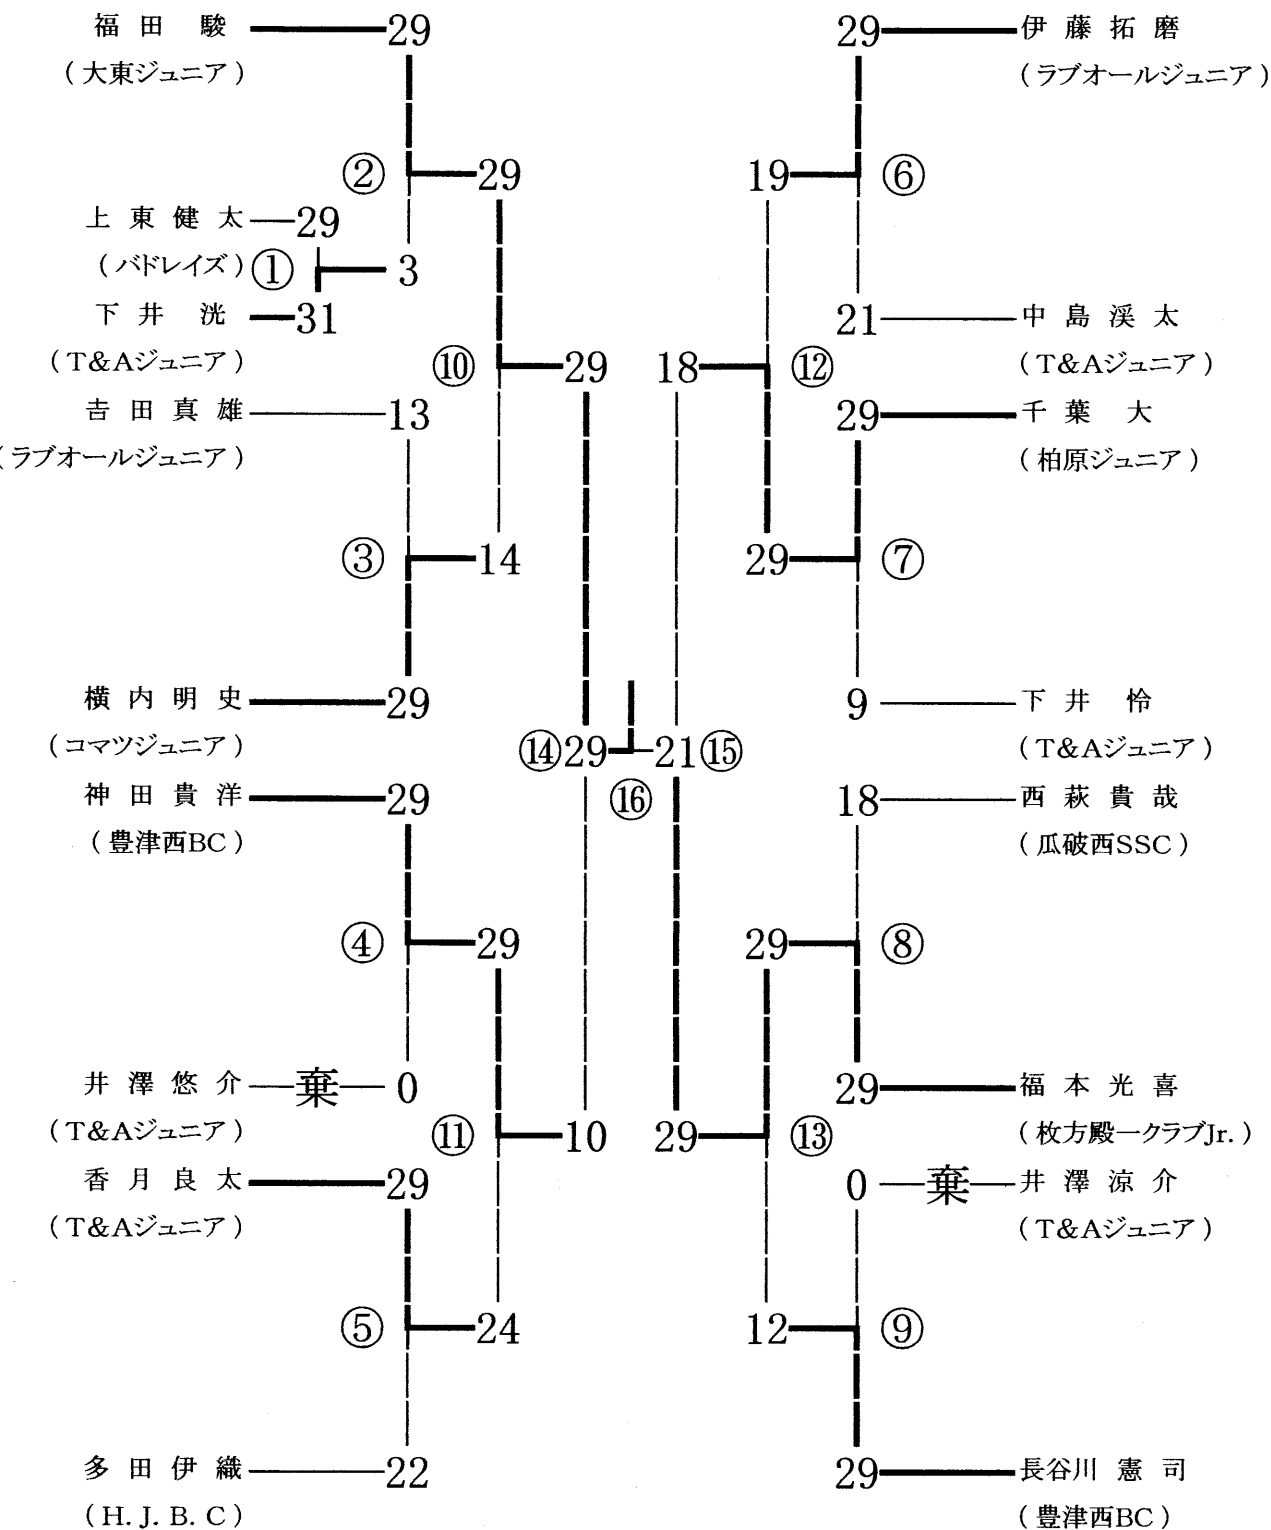 福田 駿 29
(大東ジュニア)
② 29
上東健太 29
(バドレイズ) ① 3
下井 洸 31
(T&Aジュニア)
⑩ 29
吉田真雄 13
(ラブオールジュニア)
③ 14
横内明史 29
(コマツジュニア)
⑭ 29
神田貴洋 29
(豊津西BC)
④ 29
井澤悠介 棄 0
(T&Aジュニア)
⑪ 10
香月良太 29
(T&Aジュニア)
⑤ 24
多田伊織 22
(H.J.B.C)
⑯
29 伊藤拓磨
(ラブオールジュニア)
19 ⑥
21 中島渓太
(T&Aジュニア)
18 ⑫
29 千葉 大
(柏原ジュニア)
29 ⑦
9 下井 怜
(T&Aジュニア)
21 ⑮
18 西萩貴哉
(瓜破西SSC)
29 ⑧
29 福本光喜
(枚方殿一クラブJr.)
29 ⑬
0 棄 井澤涼介
(T&Aジュニア)
12 ⑨
29 長谷川憲司
(豊津西BC)